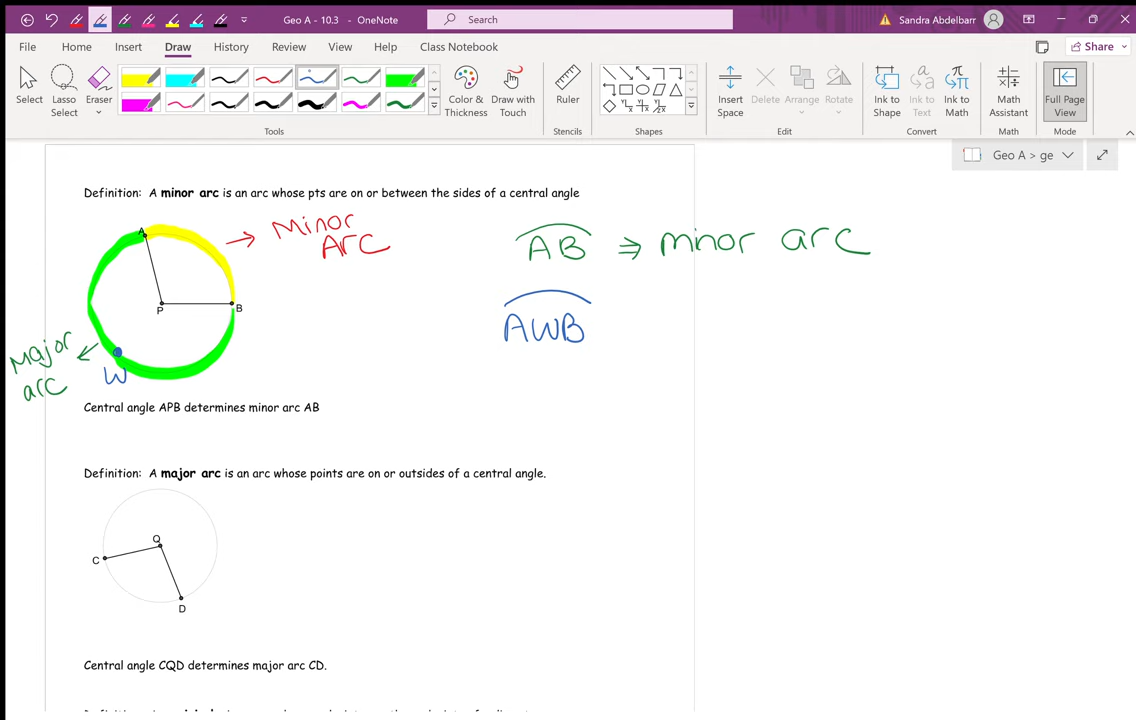 Geo A - 10.3 - OneNote
Search
Sandra Abdelbarr
File Home Insert Draw History Review View Help Class Notebook Share
Select Lasso Select Eraser Color & Thickness Draw with Touch Ruler Insert Space Delete Arrange Rotate Ink to Shape Ink to Text Ink to Math Math Assistant Full Page View
Tools Stencils Shapes Edit Convert Math Mode
Geo A > ge
Definition: A minor arc is an arc whose pts are on or between the sides of a central angle
A
→ Minor
Arc
AB ⇒ minor arc
P
B
AWB
Major
arc
W
Central angle APB determines minor arc AB
Definition: A major arc is an arc whose points are on or outsides of a central angle.
Q
C
D
Central angle CQD determines major arc CD.